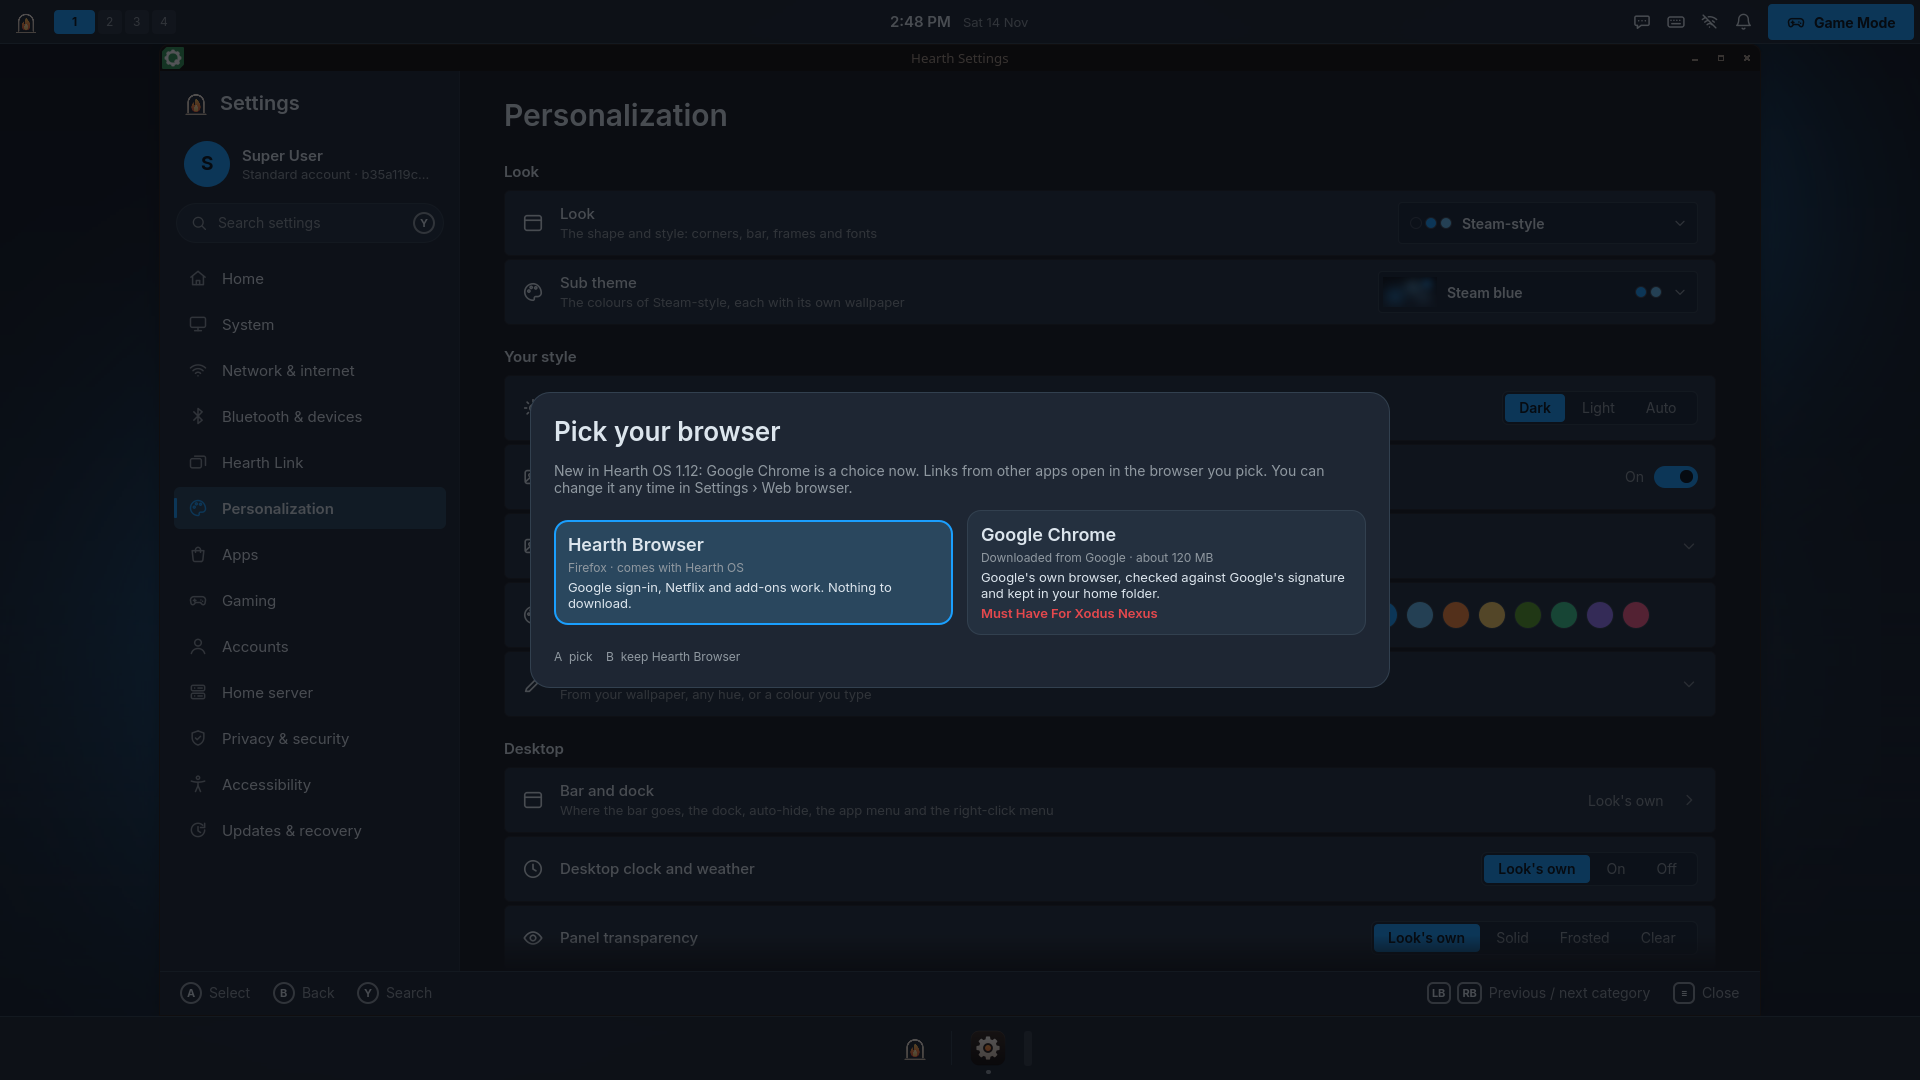 1 2 3 4
2:48 PM Sat 14 Nov
Game Mode
Hearth Settings
Settings
S
Super User
Standard account · b35a119c...
Search settings Y
Home
System
Network & internet
Bluetooth & devices
Hearth Link
Personalization
Apps
Gaming
Accounts
Home server
Privacy & security
Accessibility
Updates & recovery
Personalization
Look
Look
The shape and style: corners, bar, frames and fonts
Steam-style
Sub theme
The colours of Steam-style, each with its own wallpaper
Steam blue
Your style
Dark Light Auto
On
Pick your browser
New in Hearth OS 1.12: Google Chrome is a choice now. Links from other apps open in the browser you pick. You can
change it any time in Settings › Web browser.
Hearth Browser
Firefox · comes with Hearth OS
Google sign-in, Netflix and add-ons work. Nothing to
download.
Google Chrome
Downloaded from Google · about 120 MB
Google's own browser, checked against Google's signature
and kept in your home folder.
Must Have For Xodus Nexus
A pick B keep Hearth Browser
From your wallpaper, any hue, or a colour you type
Desktop
Bar and dock
Where the bar goes, the dock, auto-hide, the app menu and the right-click menu
Look's own
Desktop clock and weather
Look's own On Off
Panel transparency
Look's own Solid Frosted Clear
A Select B Back Y Search
LB RB Previous / next category ≡ Close